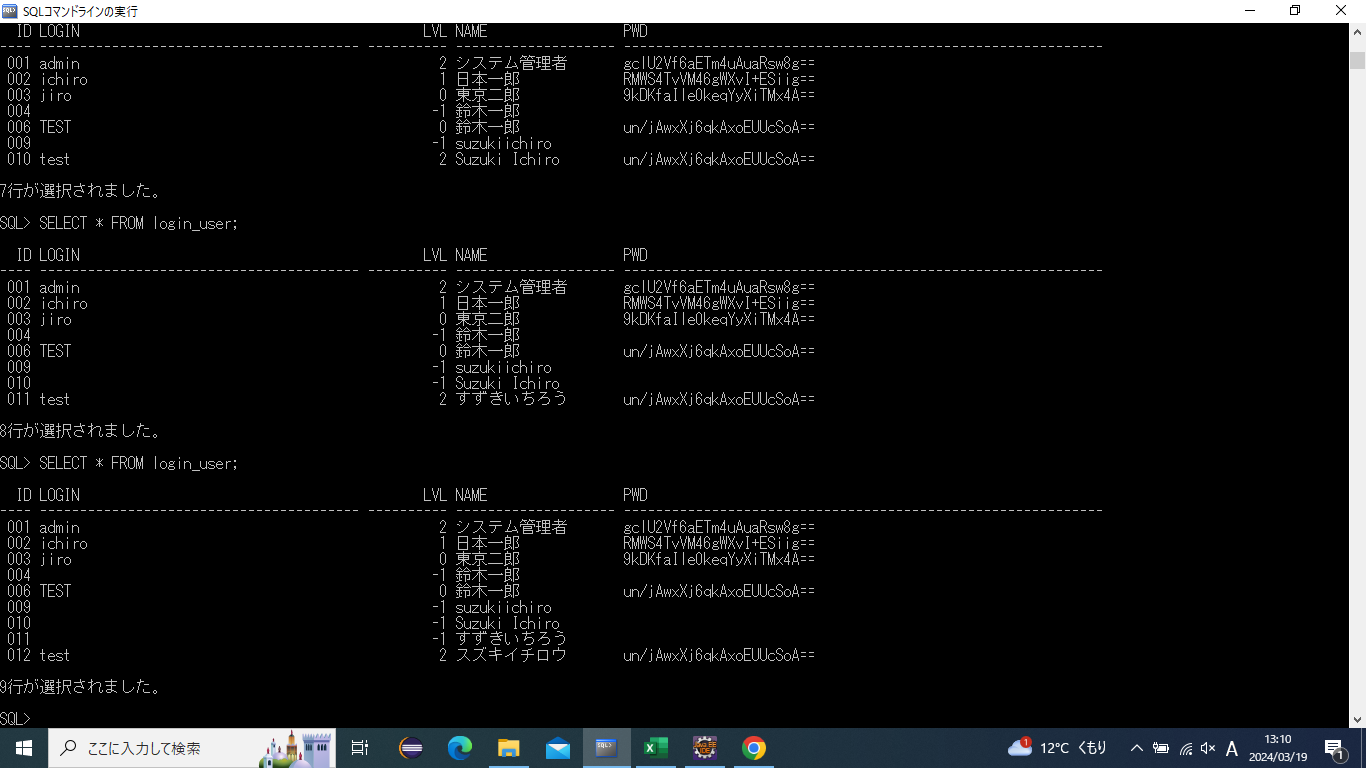 SQLコマンドラインの実行
ID LOGIN LVL NAME PWD
---- ---------------------------------------- ---------- -------------------- ------------------------------------------------------------
001 admin 2 システム管理者 gclU2Vf6aETm4uAuaRsw8g==
002 ichiro 1 日本一郎 RMWS4TvVM46gWXvI+ESiig==
003 jiro 0 東京二郎 9kDKfaIIeOkeqYyXiTMx4A==
004 -1 鈴木一郎
006 TEST 0 鈴木一郎 un/jAwxXj6qkAxoEUUcSoA==
009 -1 suzukiichiro
010 test 2 Suzuki Ichiro un/jAwxXj6qkAxoEUUcSoA==
7行が選択されました。
SQL> SELECT * FROM login_user;
ID LOGIN LVL NAME PWD
---- ---------------------------------------- ---------- -------------------- ------------------------------------------------------------
001 admin 2 システム管理者 gclU2Vf6aETm4uAuaRsw8g==
002 ichiro 1 日本一郎 RMWS4TvVM46gWXvI+ESiig==
003 jiro 0 東京二郎 9kDKfaIIeOkeqYyXiTMx4A==
004 -1 鈴木一郎
006 TEST 0 鈴木一郎 un/jAwxXj6qkAxoEUUcSoA==
009 -1 suzukiichiro
010 -1 Suzuki Ichiro
011 test 2 すずきいちろう un/jAwxXj6qkAxoEUUcSoA==
8行が選択されました。
SQL> SELECT * FROM login_user;
ID LOGIN LVL NAME PWD
---- ---------------------------------------- ---------- -------------------- ------------------------------------------------------------
001 admin 2 システム管理者 gclU2Vf6aETm4uAuaRsw8g==
002 ichiro 1 日本一郎 RMWS4TvVM46gWXvI+ESiig==
003 jiro 0 東京二郎 9kDKfaIIeOkeqYyXiTMx4A==
004 -1 鈴木一郎
006 TEST 0 鈴木一郎 un/jAwxXj6qkAxoEUUcSoA==
009 -1 suzukiichiro
010 -1 Suzuki Ichiro
011 -1 すずきいちろう
012 test 2 スズキイチロウ un/jAwxXj6qkAxoEUUcSoA==
9行が選択されました。
SQL>
ここに入力して検索
1 12°C くもり A 13:10 1
2024/03/19